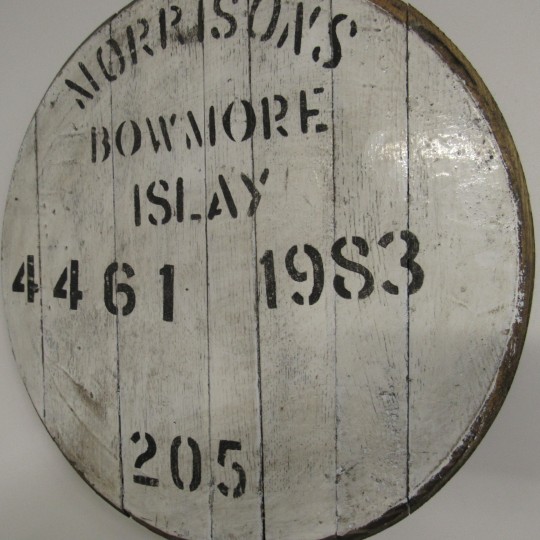 MORRISON'S
BOWMORE
ISLAY
4461 1983
205